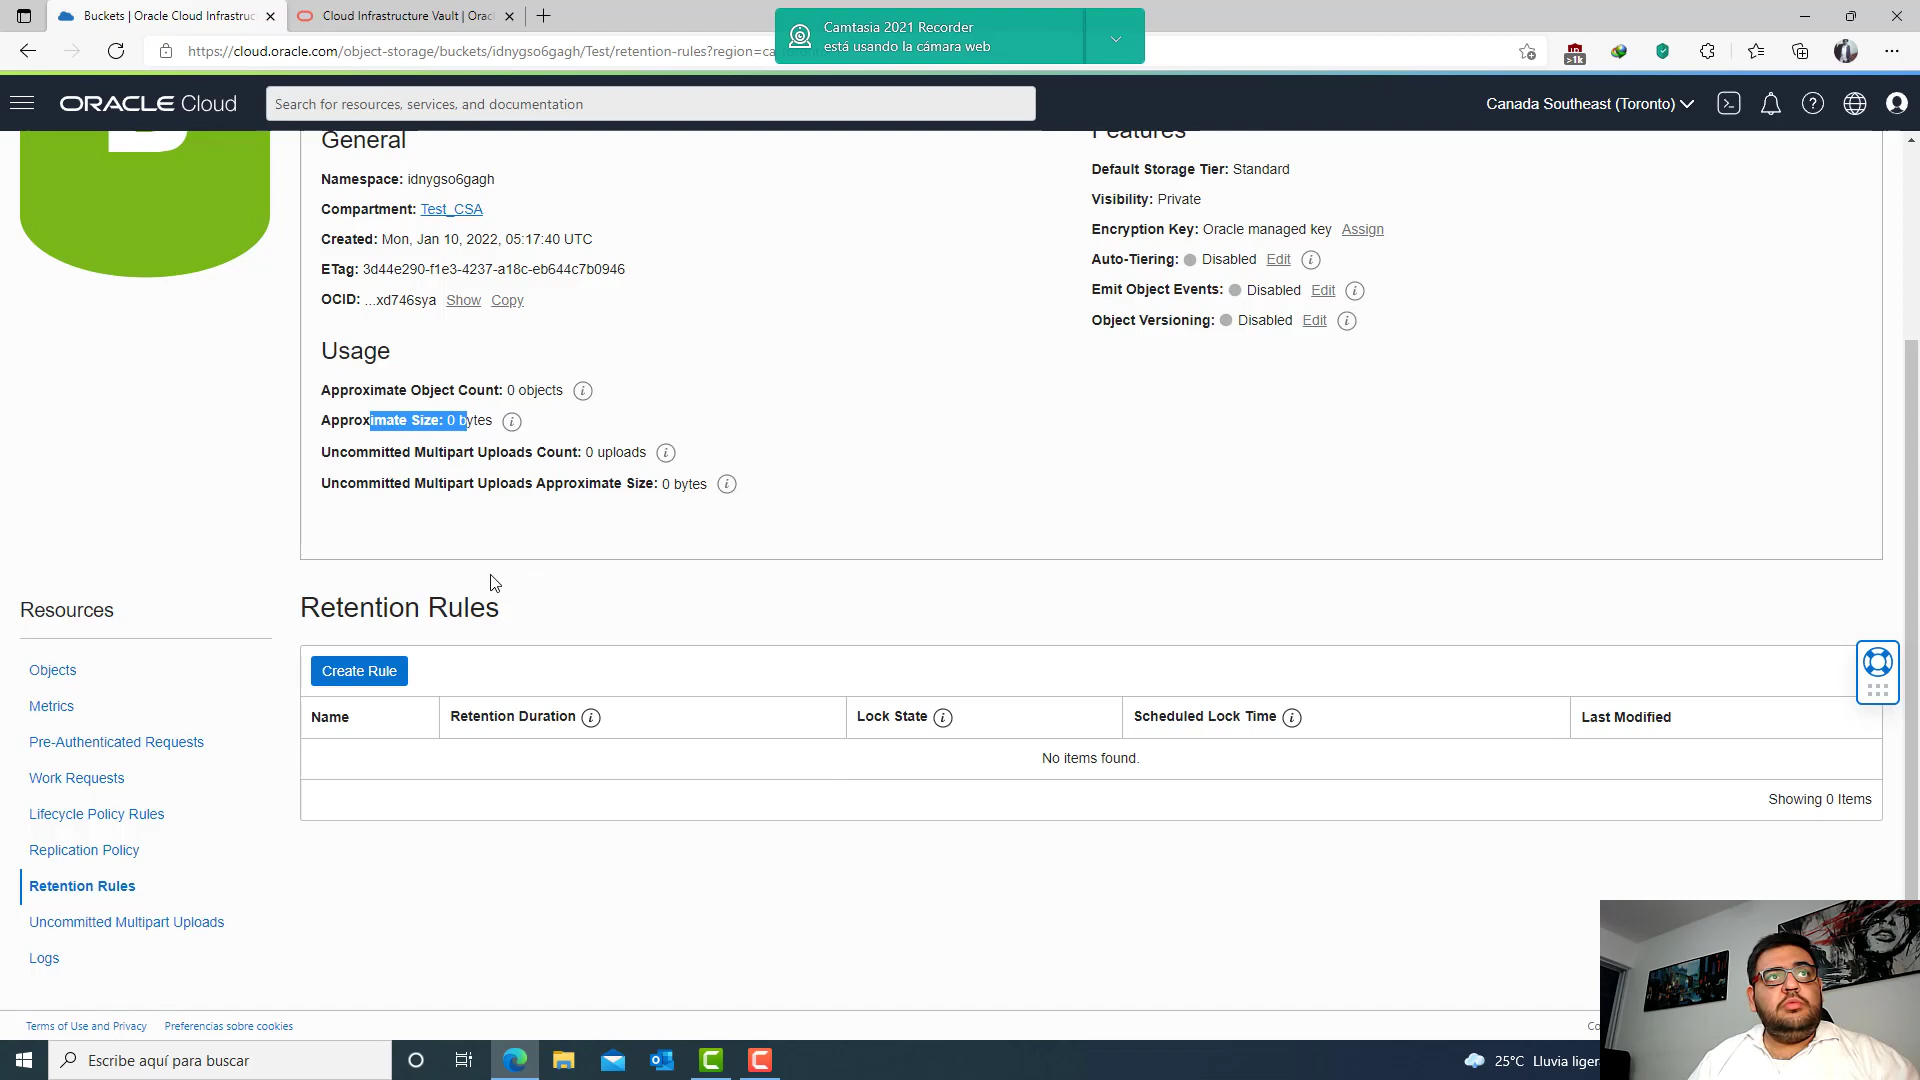 Buckets | Oracle Cloud Infrastruc
Cloud Infrastructure Vault | Orac
Camtasia 2021 Recorder
está usando la cámara web
https://cloud.oracle.com/object-storage/buckets/idnygso6gagh/Test/retention-rules?region=ca
>1k
ORACLE Cloud
Search for resources, services, and documentation
Canada Southeast (Toronto)
General
Namespace: idnygso6gagh
Compartment: Test_CSA
Created: Mon, Jan 10, 2022, 05:17:40 UTC
ETag: 3d44e290-f1e3-4237-a18c-eb644c7b0946
OCID: ...xd746sya Show Copy
Usage
Approximate Object Count: 0 objects
Approximate Size: 0 bytes
Uncommitted Multipart Uploads Count: 0 uploads
Uncommitted Multipart Uploads Approximate Size: 0 bytes
Features
Default Storage Tier: Standard
Visibility: Private
Encryption Key: Oracle managed key Assign
Auto-Tiering: Disabled Edit
Emit Object Events: Disabled Edit
Object Versioning: Disabled Edit
Resources
Objects
Metrics
Pre-Authenticated Requests
Work Requests
Lifecycle Policy Rules
Replication Policy
Retention Rules
Uncommitted Multipart Uploads
Logs
Retention Rules
Create Rule
Name Retention Duration Lock State Scheduled Lock Time Last Modified
No items found.
Showing 0 Items
Terms of Use and Privacy Preferencias sobre cookies
Co
Escribe aquí para buscar
25°C Lluvia liger